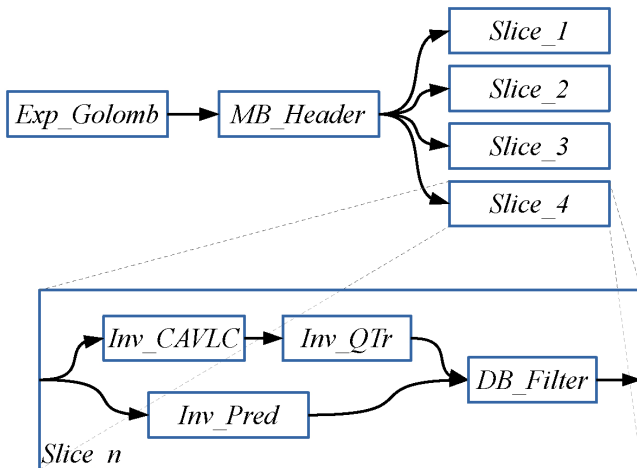 Slice_1
Slice_2
Exp_Golomb
MB_Header
Slice_3
Slice_4
Inv_CAVLC
Inv_QTr
DB_Filter
Inv_Pred
Slice_n